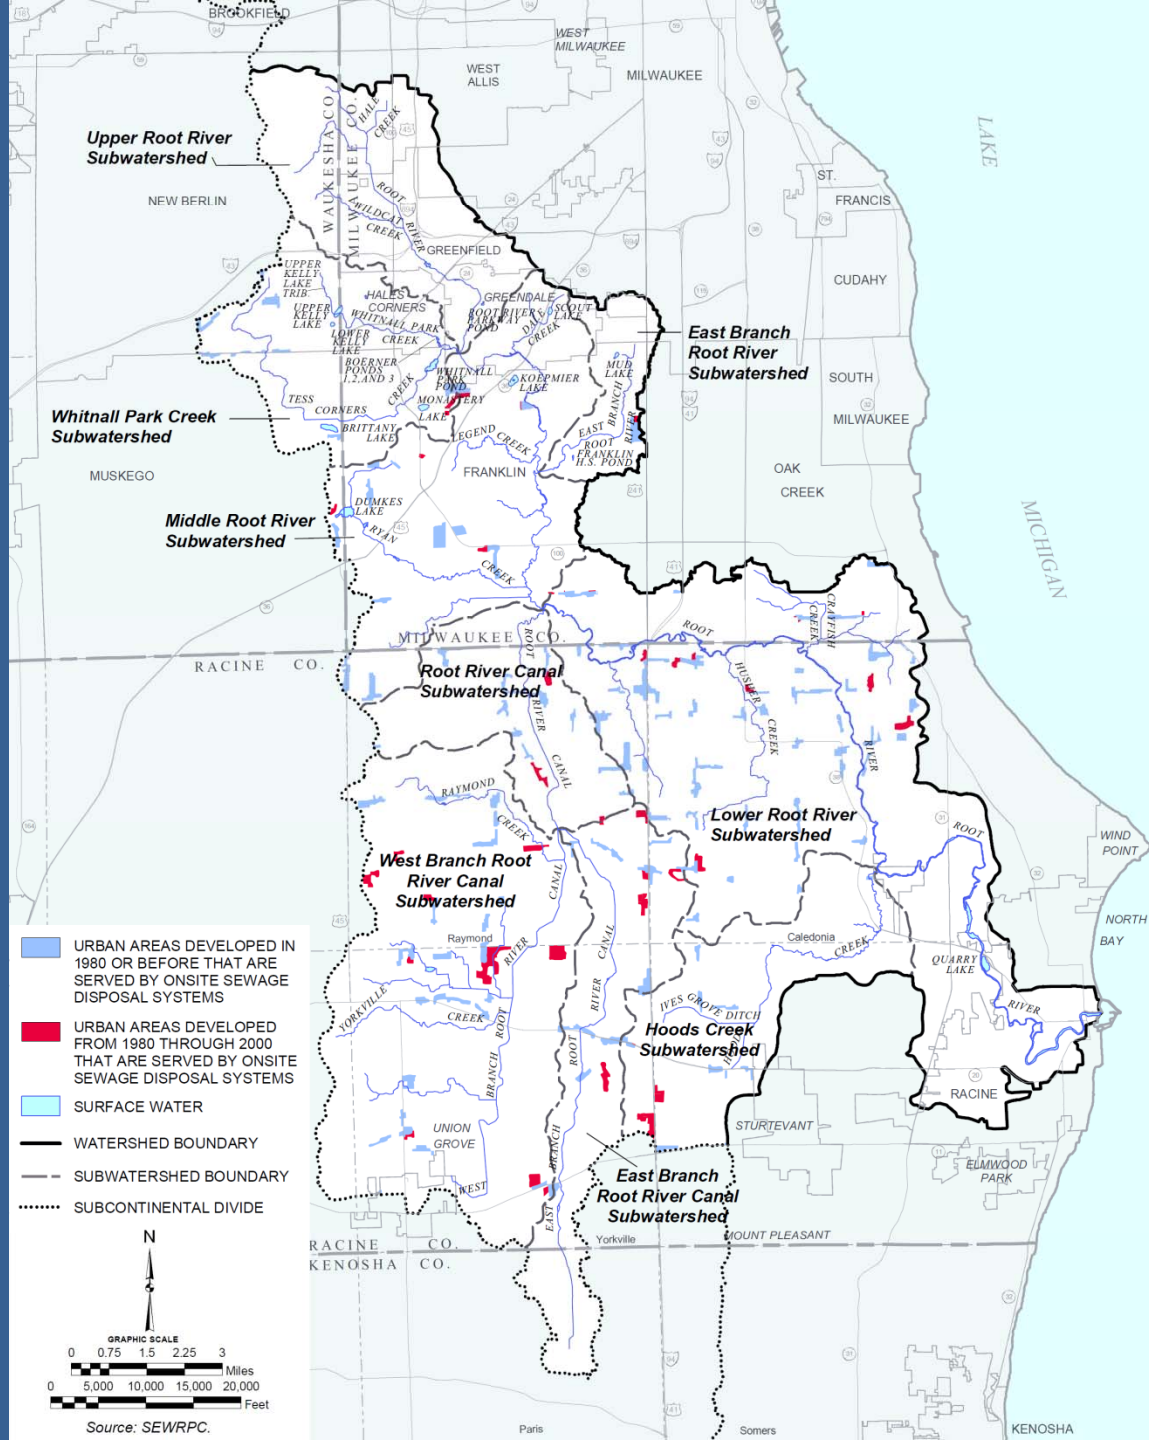 BROOKFIELD
WEST
MILWAUKEE
WEST
ALLIS
MILWAUKEE
LAKE
WAUKESHA CO.
MILWAUKEE CO.
HALE
CREEK
Upper Root River
Subwatershed
NEW BERLIN
ROOT
RIVER
WILDCAT
CREEK
GREENFIELD
ST.
FRANCIS
CUDAHY
UPPER
KELLY
LAKE
TRIB.
HALES
CORNERS
GREENDALE
UPPER
KELLY
LAKE
WHITNALL PARK
CREEK
ROOT RIVER
PARKWAY
POND
DALE
CREEK
SCOUT
LAKE
LOWER
KELLY
LAKE
East Branch
Root River
Subwatershed
BOERNER
PONDS
1,2,AND 3
WHITNALL
PARK
POND
KOEPMIER
LAKE
MUD
LAKE
SOUTH
MILWAUKEE
TESS
CORNERS
CREEK
MONASTERY
LAKE
Whitnall Park Creek
Subwatershed
BRITTANY
LAKE
LEGEND
CREEK
EAST
BRANCH
ROOT
RIVER
FRANKLIN
H.S. POND
MUSKEGO
FRANKLIN
OAK
CREEK
DUMKES
LAKE
Middle Root River
Subwatershed
RYAN
CREEK
MICHIGAN
MILWAUKEE CO.
RACINE CO.
ROOT
CRAYFISH
CREEK
Root River Canal
Subwatershed
ROOT
RIVER
CANAL
HUSHER
CREEK
RIVER
RAYMOND
CREEK
Lower Root River
Subwatershed
ROOT
WIND
POINT
West Branch Root
River Canal
Subwatershed
CANAL
RIVER
Raymond
CANAL
RIVER
Caledonia
CREEK
NORTH
BAY
QUARRY
LAKE
RIVER
YORKVILLE
CREEK
IVES GROVE DITCH
Hoods Creek
Subwatershed
ROOT
BRANCH
WEST
ROOT
BRANCH
EAST
RACINE
UNION
GROVE
STURTEVANT
ELMWOOD
PARK
East Branch
Root River Canal
Subwatershed
Yorkville
MOUNT PLEASANT
RACINE CO.
KENOSHA CO.
Paris
Somers
KENOSHA
URBAN AREAS DEVELOPED IN
1980 OR BEFORE THAT ARE
SERVED BY ONSITE SEWAGE
DISPOSAL SYSTEMS
URBAN AREAS DEVELOPED
FROM 1980 THROUGH 2000
THAT ARE SERVED BY ONSITE
SEWAGE DISPOSAL SYSTEMS
SURFACE WATER
WATERSHED BOUNDARY
SUBWATERSHED BOUNDARY
SUBCONTINENTAL DIVIDE
N
GRAPHIC SCALE
0 0.75 1.5 2.25 3
Miles
0 5,000 10,000 15,000 20,000
Feet
Source: SEWRPC.